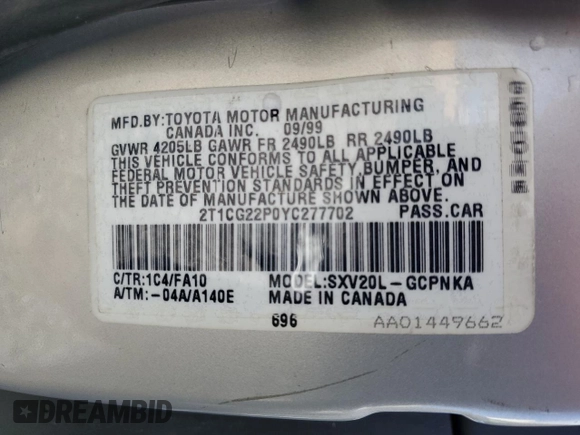 MFD.BY:TOYOTA MOTOR MANUFACTURING
CANADA INC. 09/99
GVWR 4205LB GAWR FR 2490LB RR 2490LB
THIS VEHICLE CONFORMS TO ALL APPLICABLE
FEDERAL MOTOR VEHICLE SAFETY, BUMPER, AND
THEFT PREVENTION STANDARDS IN EFFECT ON
THE DATE OF MANUFACTURE SHOWN ABOVE.
2T1CG22P0YC277702 PASS.CAR
C/TR:1C4/FA10 MODEL:SXV20L-GCPNKA
A/TM:-04A/A140E MADE IN CANADA
696 AA01449662
DREAMBID